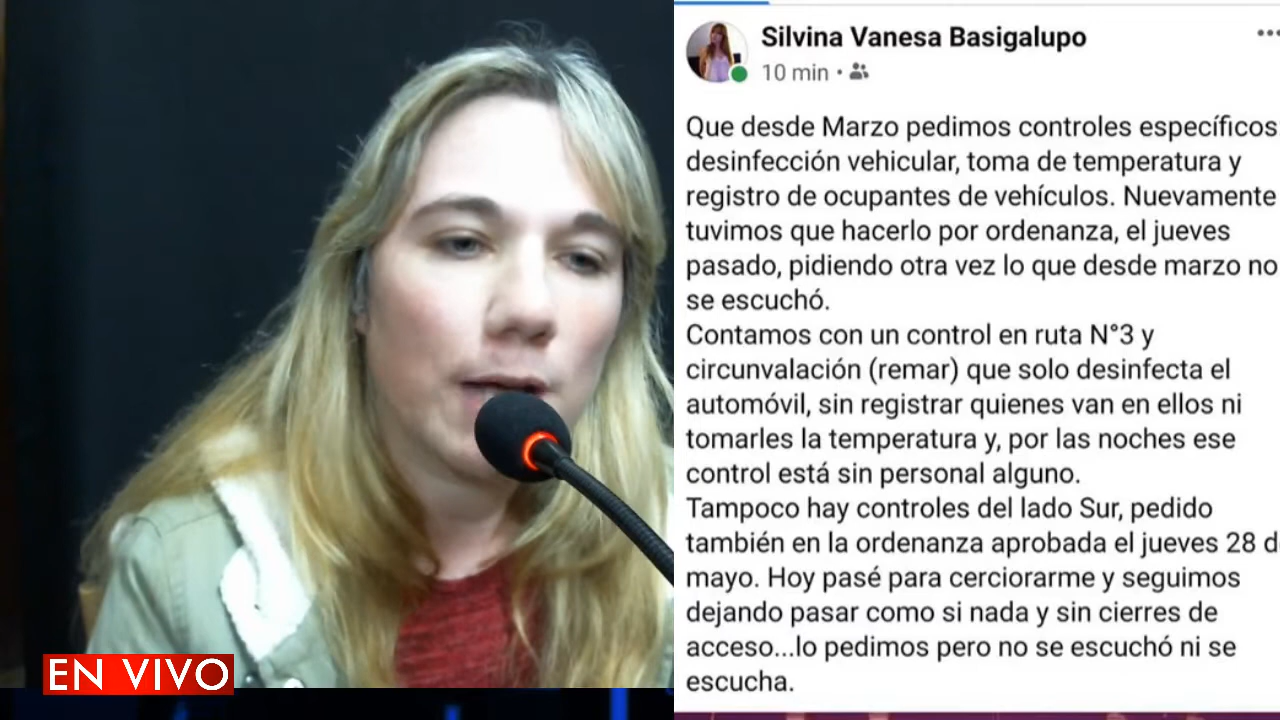 Silvina Vanesa Basigalupo
10 min
Que desde Marzo pedimos controles específicos
desinfección vehicular, toma de temperatura y
registro de ocupantes de vehículos. Nuevamente
tuvimos que hacerlo por ordenanza, el jueves
pasado, pidiendo otra vez lo que desde marzo no
se escuchó.
Contamos con un control en ruta N°3 y
circunvalación (remar) que solo desinfecta el
automóvil, sin registrar quienes van en ellos ni
tomarles la temperatura y, por las noches ese
control está sin personal alguno.
Tampoco hay controles del lado Sur, pedido
también en la ordenanza aprobada el jueves 28 d
mayo. Hoy pasé para cerciorarme y seguimos
dejando pasar como si nada y sin cierres de
acceso...lo pedimos pero no se escuchó ni se
escucha.
EN VIVO